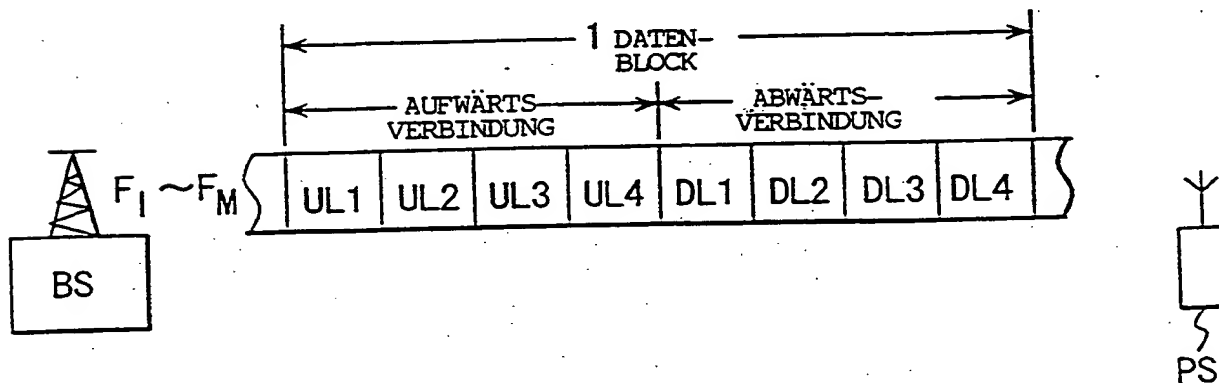 1 DATEN-
BLOCK
AUFWÄRTS-
VERBINDUNG
ABWÄRTS-
VERBINDUNG
F1 ~FM
UL1 UL2 UL3 UL4 DL1 DL2 DL3 DL4
BS
PS